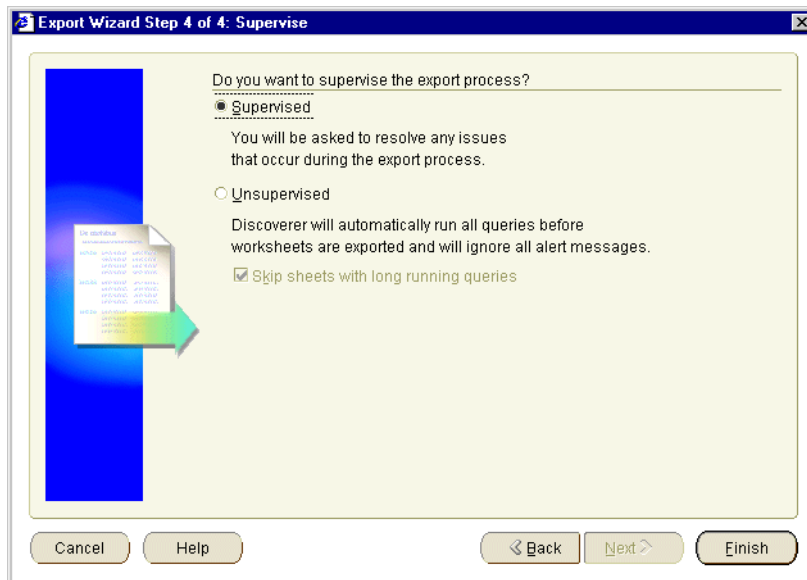 Export Wizard Step 4 of 4: Supervise
Do you want to supervise the export process?
Supervised
You will be asked to resolve any issues
that occur during the export process.
Unsupervised
Discoverer will automatically run all queries before
worksheets are exported and will ignore all alert messages.
Skip sheets with long running queries
Cancel
Help
Back
Next
Finish